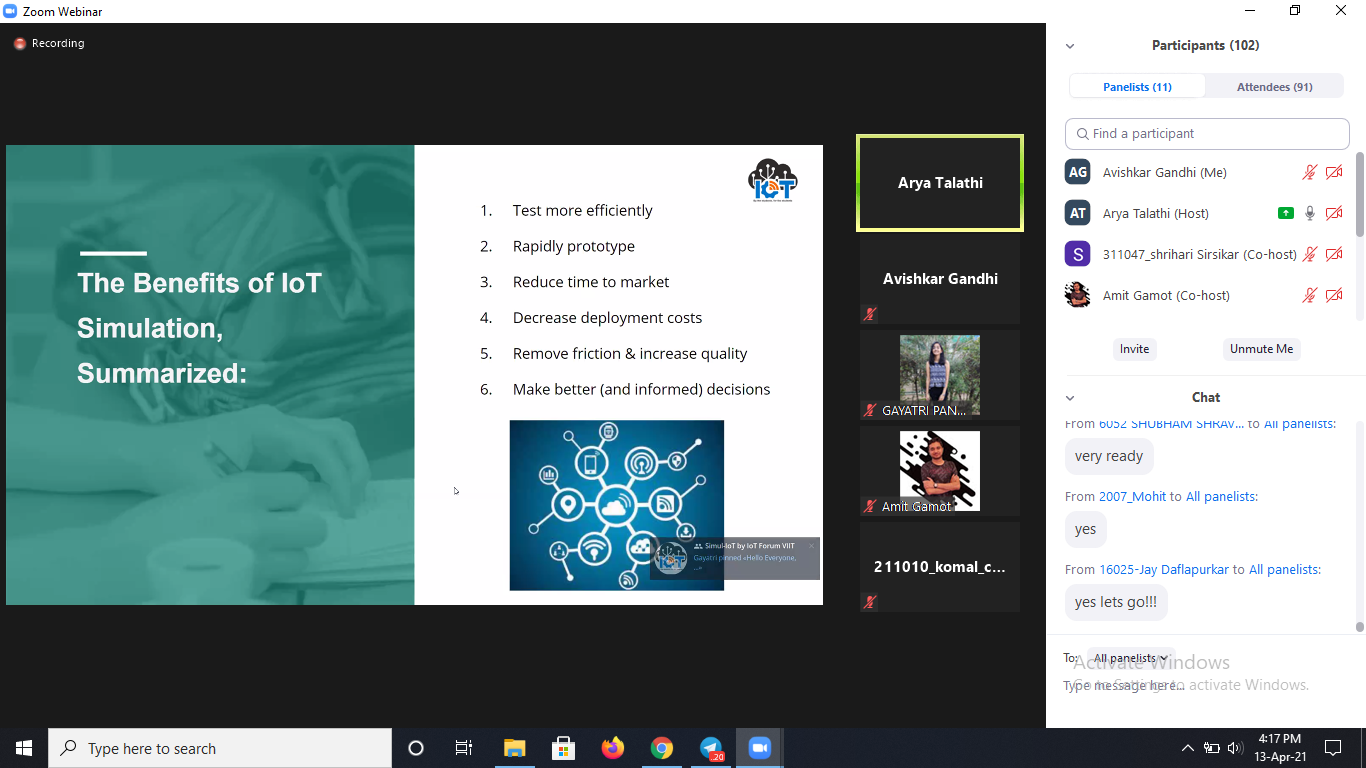 Zoom Webinar
Recording
The Benefits of IoT
Simulation,
Summarized:
IOT
1. Test more efficiently
2. Rapidly prototype
3. Reduce time to market
4. Decrease deployment costs
5. Remove friction & increase quality
6. Make better (and informed) decisions
Simul-IoT by IoT Forum VIIT
Gayatri pinned «Hello Everyone,
...»
Arya Talathi
Avishkar Gandhi
GAYATRI PAN...
Amit Gamot
211010_komal_c...
Participants (102)
Panelists (11)
Attendees (91)
Find a participant
AG Avishkar Gandhi (Me)
AT Arya Talathi (Host)
S 311047_shrihari Sirsikar (Co-host)
Amit Gamot (Co-host)
Invite
Unmute Me
Chat
From 6052 SHUBHAM SHRAV... to All panelists:
very ready
From 2007_Mohit to All panelists:
yes
From 16025-Jay Daflapurkar to All panelists:
yes lets go!!!
To: All panelists
Type message here...
Activate Windows
Go to Settings to activate Windows.
Type here to search
20
4:17 PM
13-Apr-21